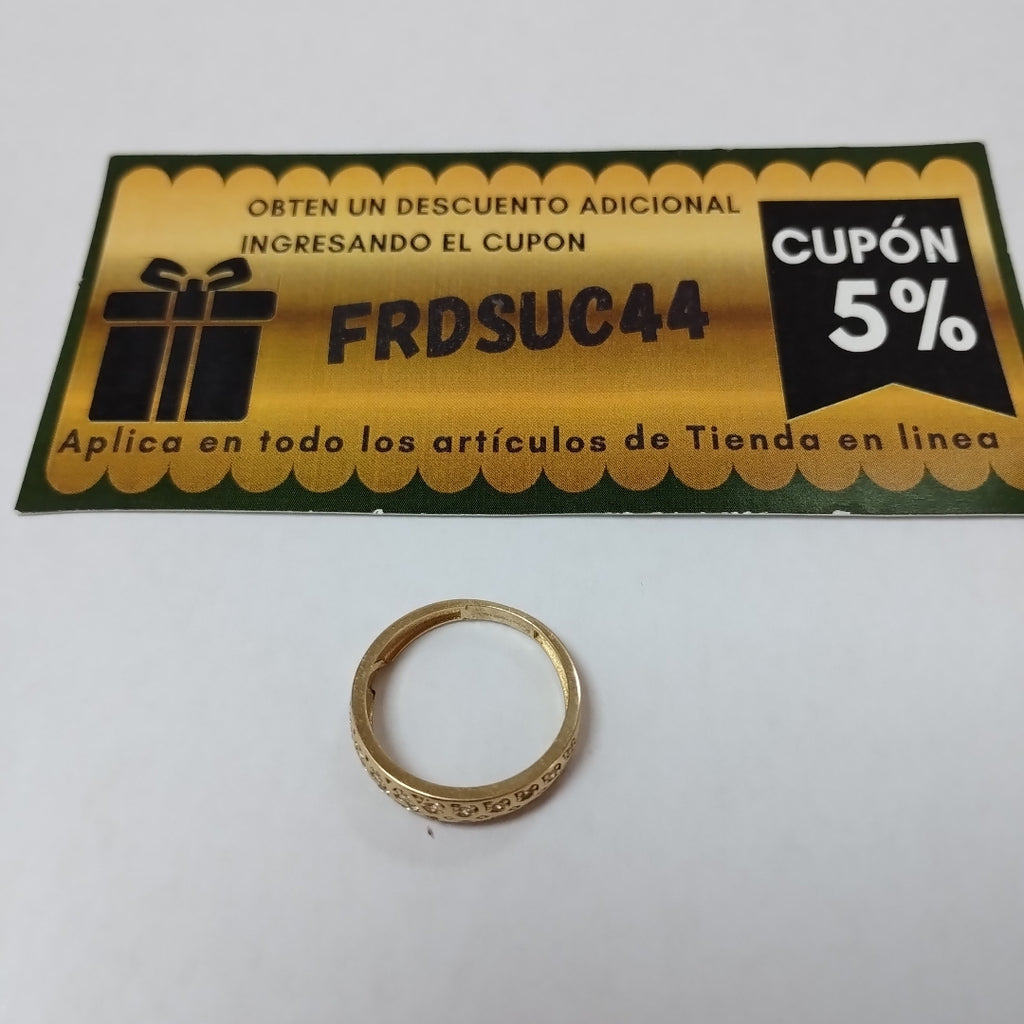 OBTEN UN DESCUENTO ADICIONAL
INGRESANDO EL CUPON
FRDSUC44
CUPÓN
5%
Aplica en todo los artículos de Tienda en linea